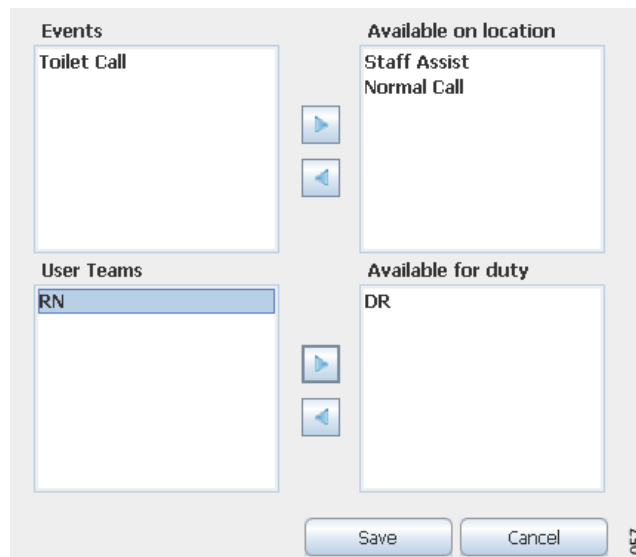 Events
Available on location
Toilet Call
Staff Assist
Normal Call
User Teams
Available for duty
RN
DR
Save
Cancel